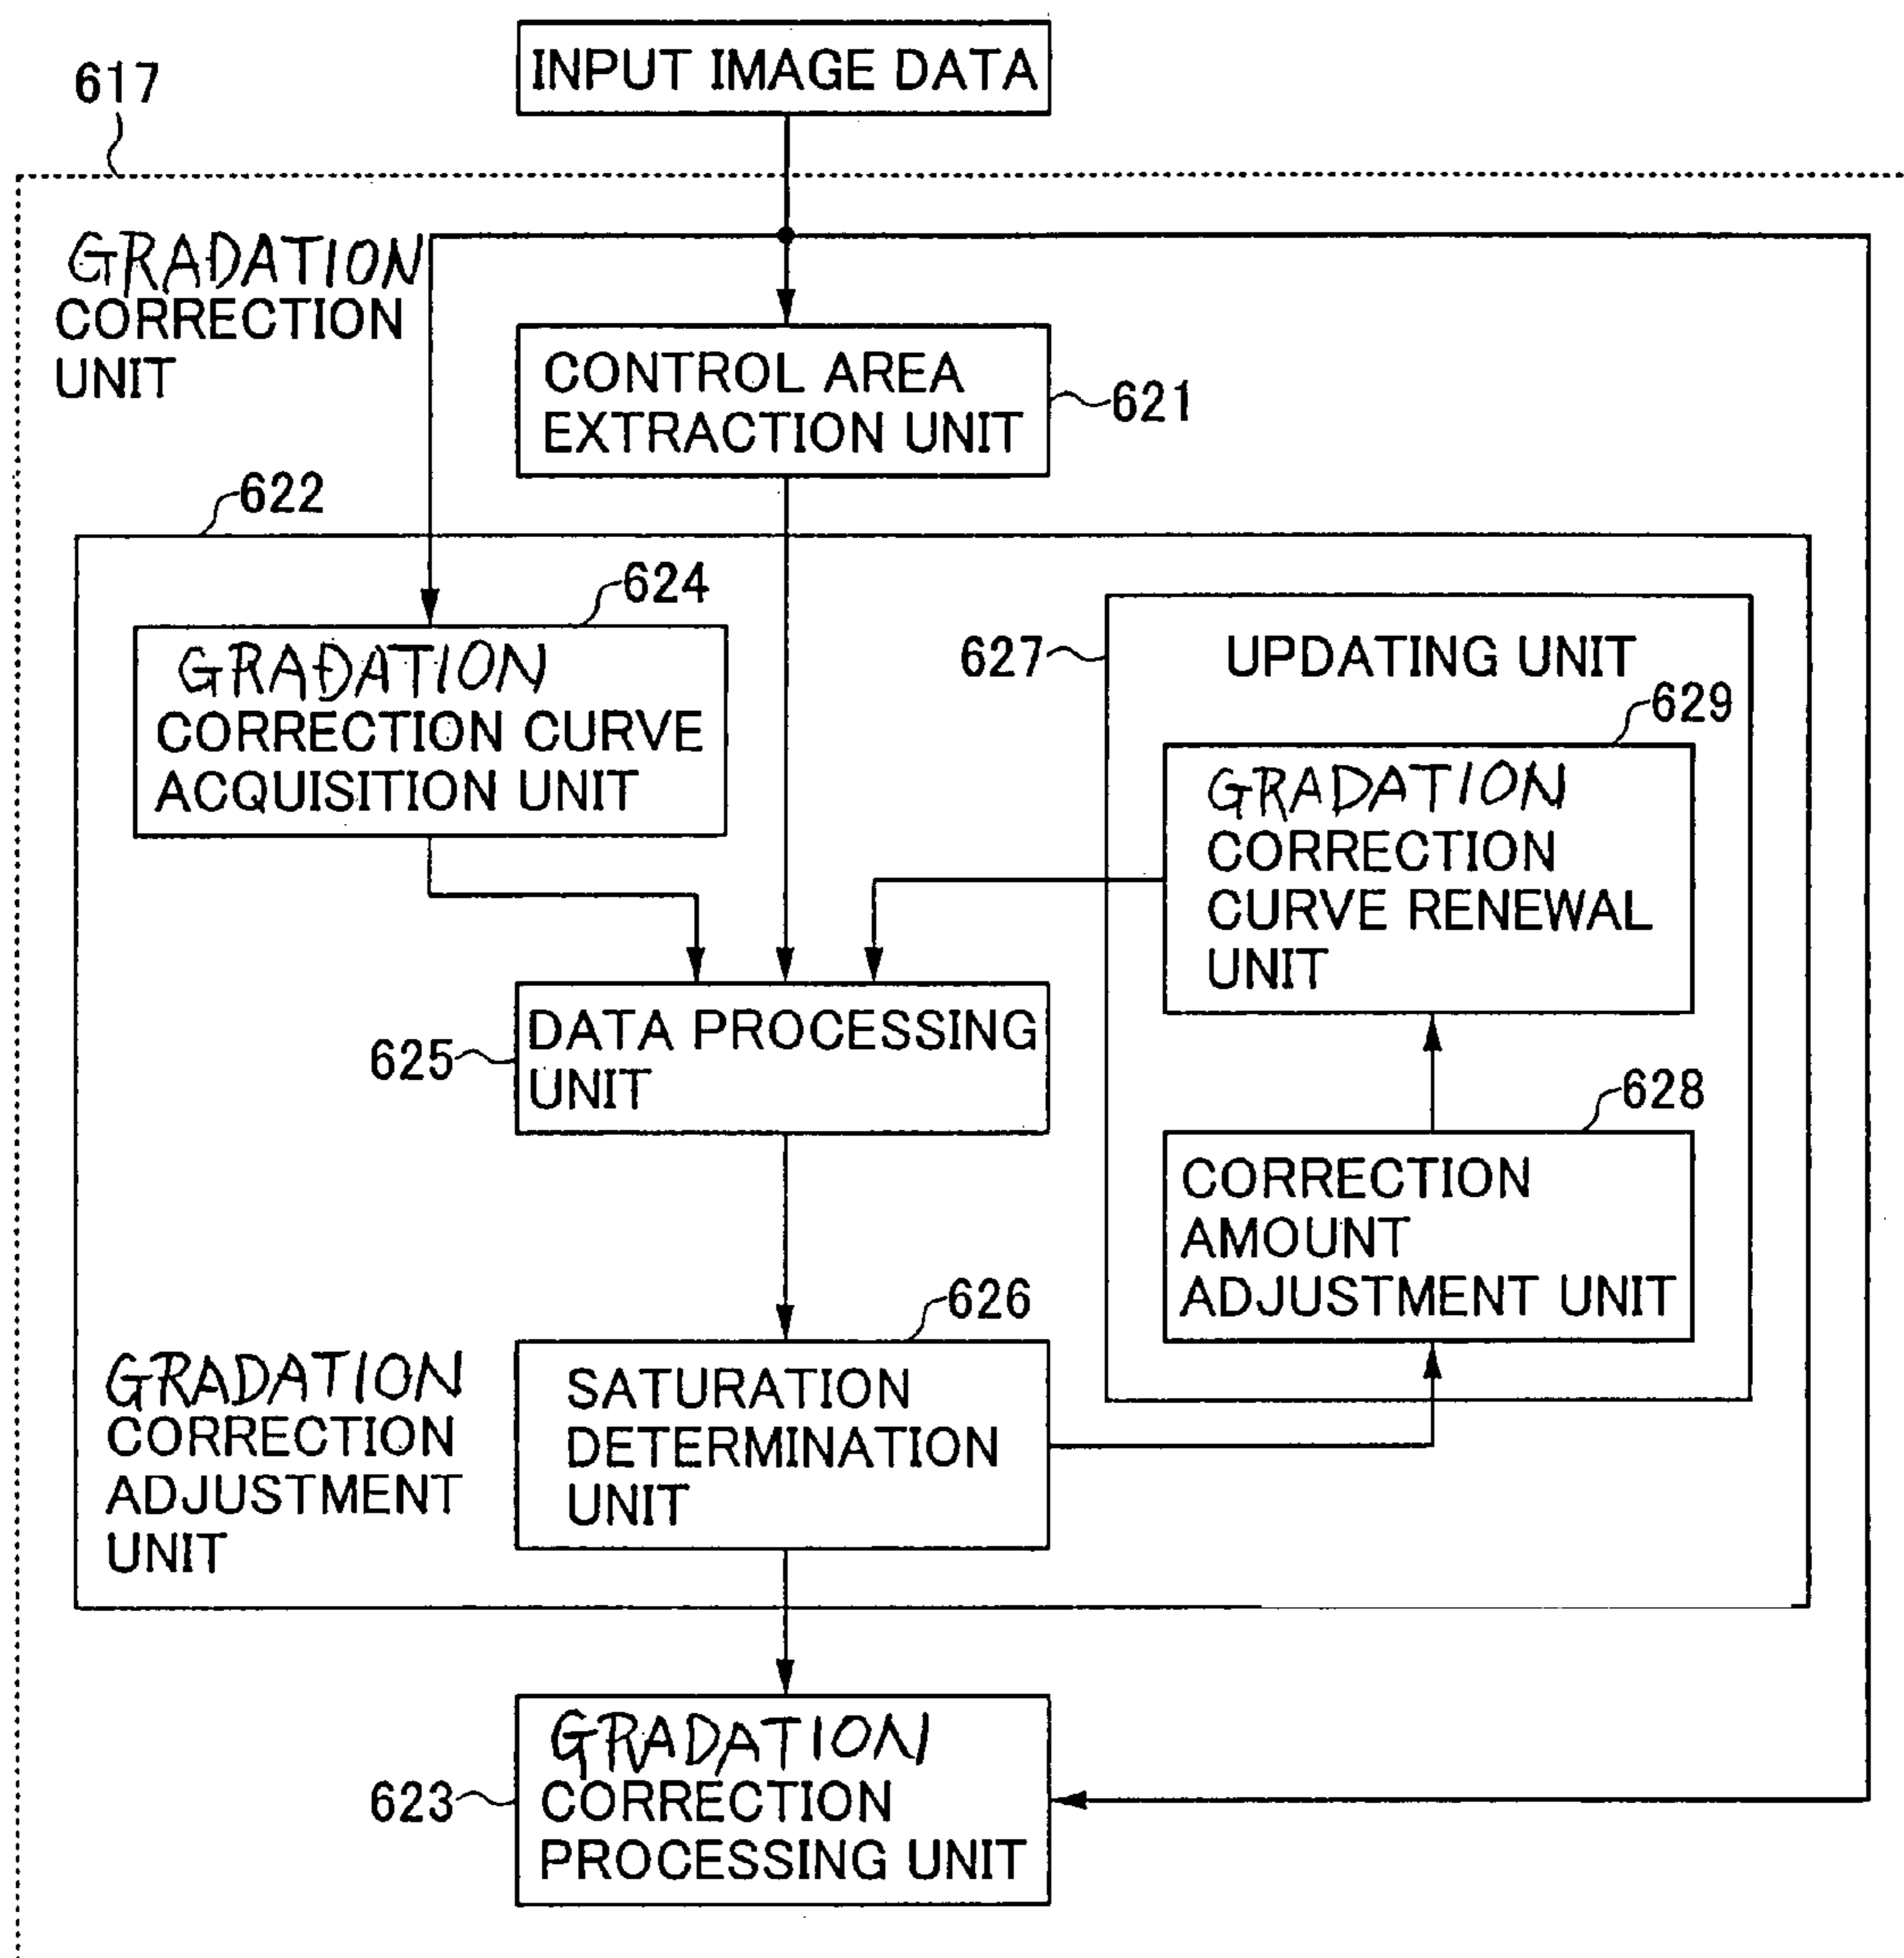 INPUT IMAGE DATA
617
GRADATION
CORRECTION
UNIT
CONTROL AREA
EXTRACTION UNIT
621
622
624
GRADATION
CORRECTION CURVE
ACQUISITION UNIT
627
UPDATING UNIT
629
GRADATION
CORRECTION
CURVE RENEWAL
UNIT
625
DATA PROCESSING
UNIT
628
CORRECTION
AMOUNT
ADJUSTMENT UNIT
626
SATURATION
DETERMINATION
UNIT
GRADATION
CORRECTION
ADJUSTMENT
UNIT
623
GRADATION
CORRECTION
PROCESSING UNIT